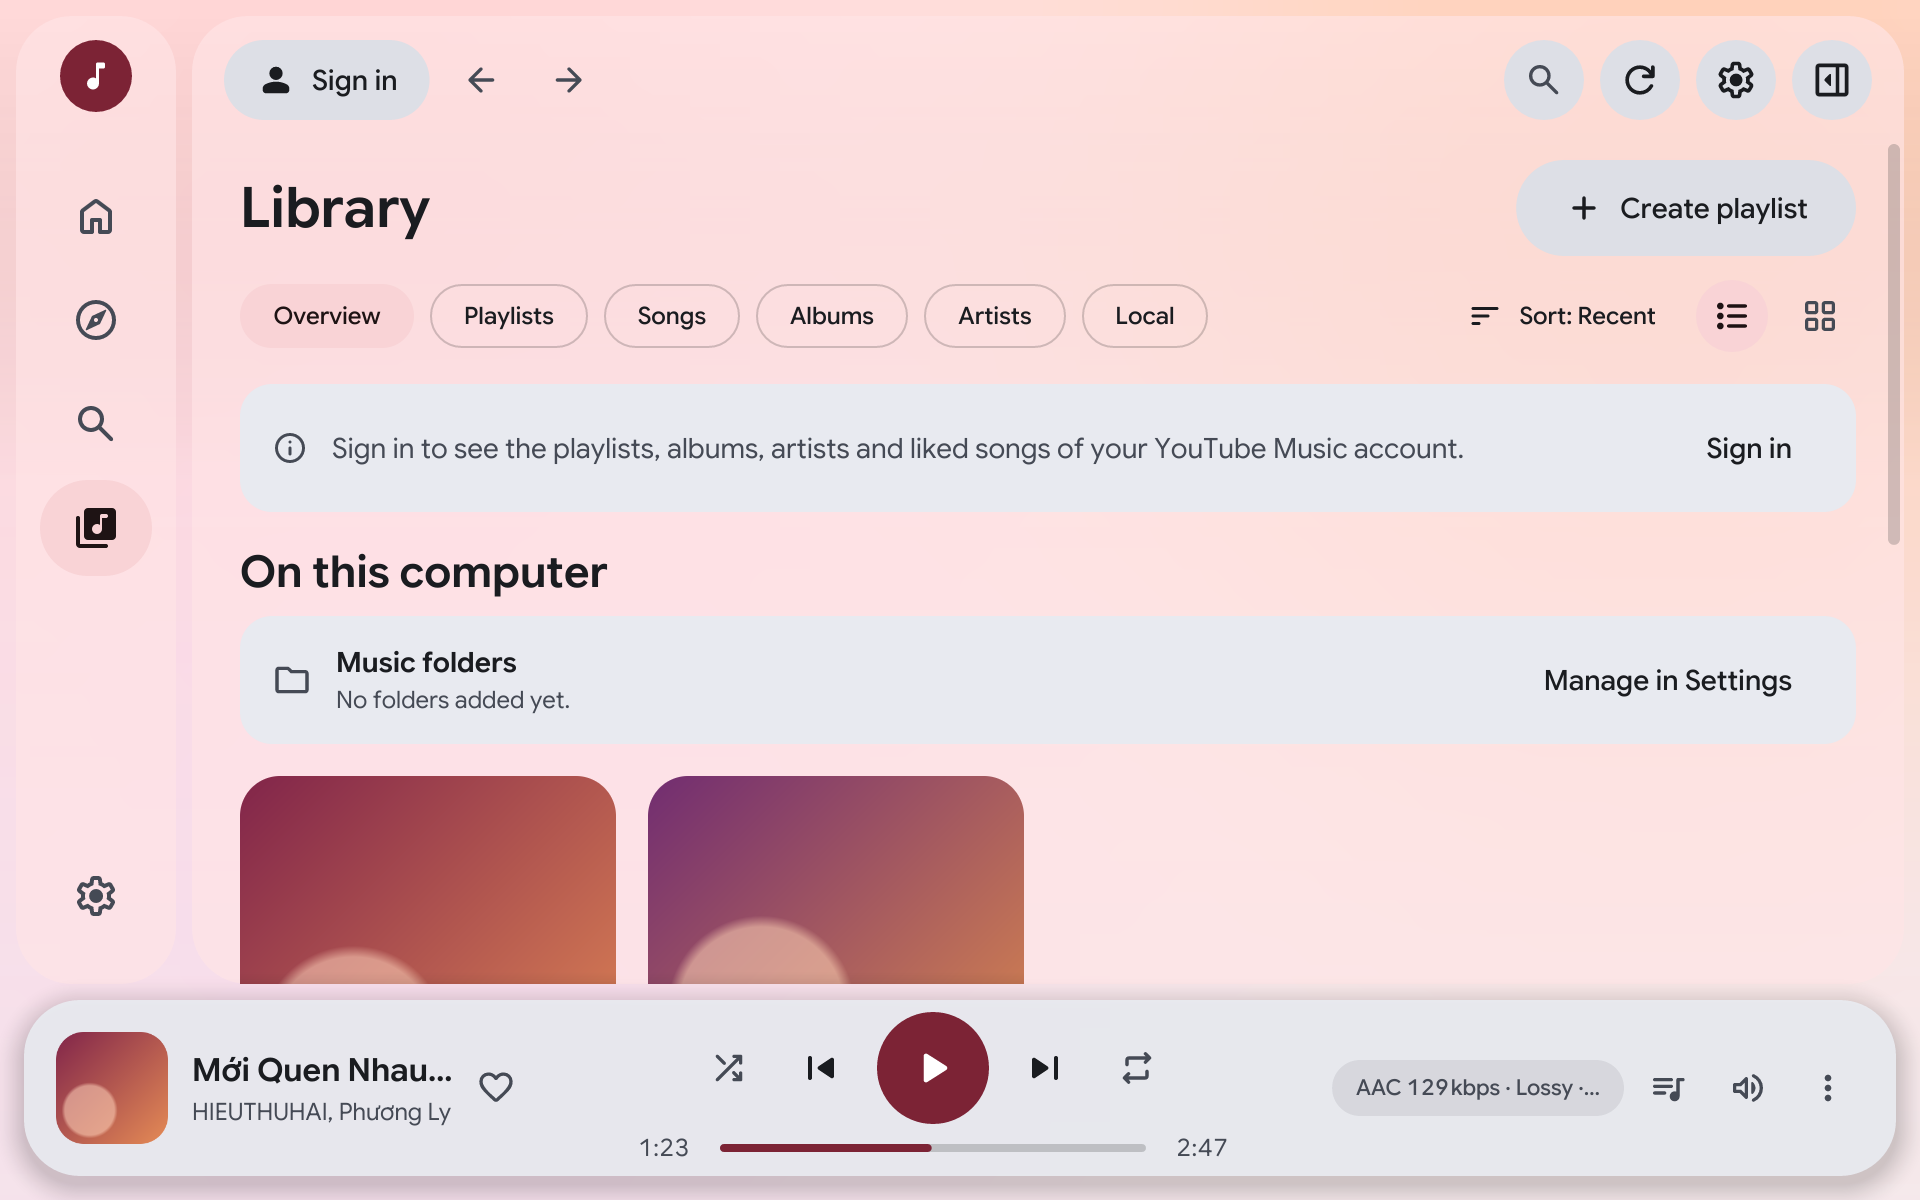 Sign in
Library
Create playlist
Overview
Playlists
Songs
Albums
Artists
Local
Sort: Recent
Sign in to see the playlists, albums, artists and liked songs of your YouTube Music account.
Sign in
On this computer
Music folders
No folders added yet.
Manage in Settings
Mới Quen Nhau...
HIEUTHUHAI, Phương Ly
1:23
2:47
AAC 129 kbps · Lossy ·...